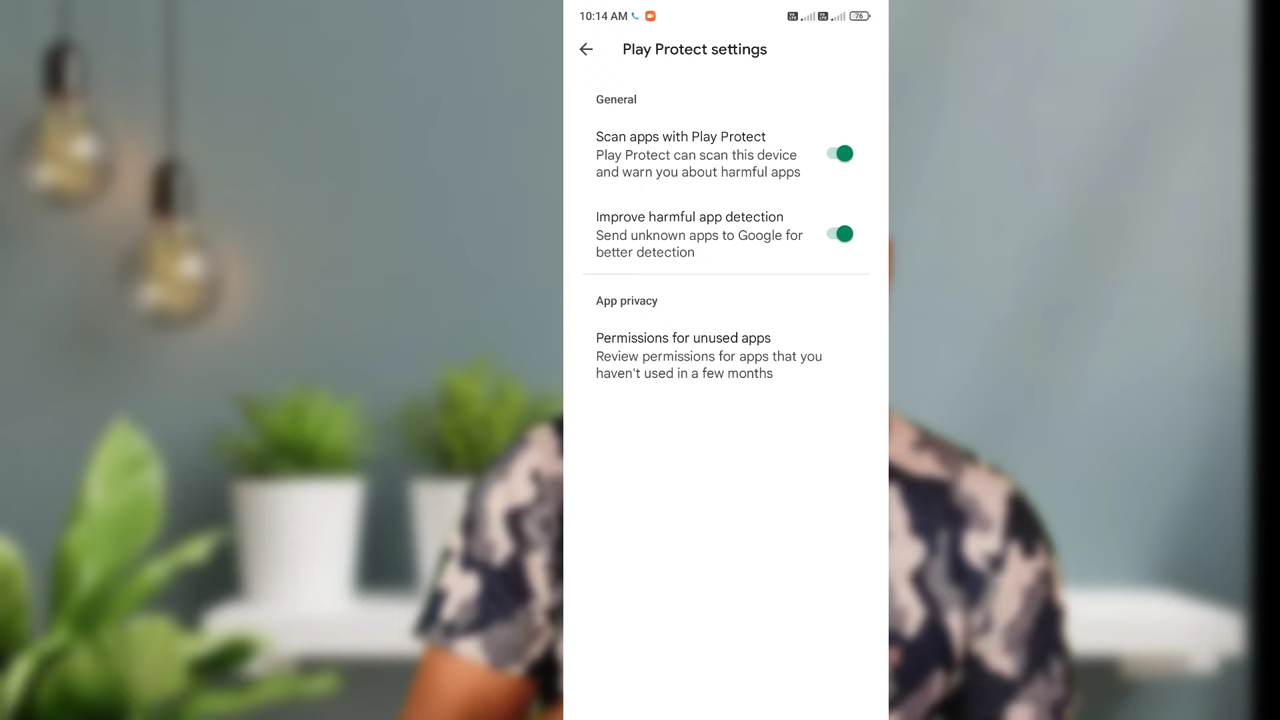 10:14 AM
76
Play Protect settings
General
Scan apps with Play Protect
Play Protect can scan this device
and warn you about harmful apps
Improve harmful app detection
Send unknown apps to Google for
better detection
App privacy
Permissions for unused apps
Review permissions for apps that you
haven't used in a few months